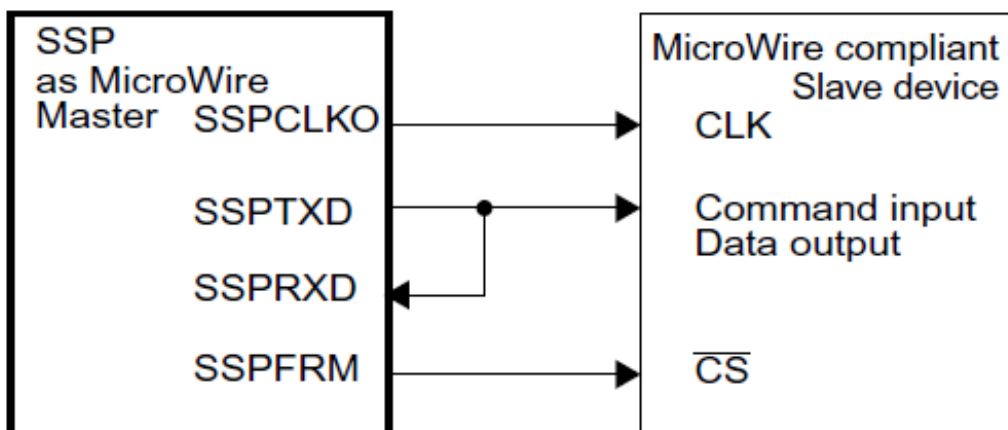 SSP
as MicroWire
Master
SSPCLKO
SSPTXD
SSPRXD
SSPFRM
MicroWire compliant
Slave device
CLK
Command input
Data output
CS